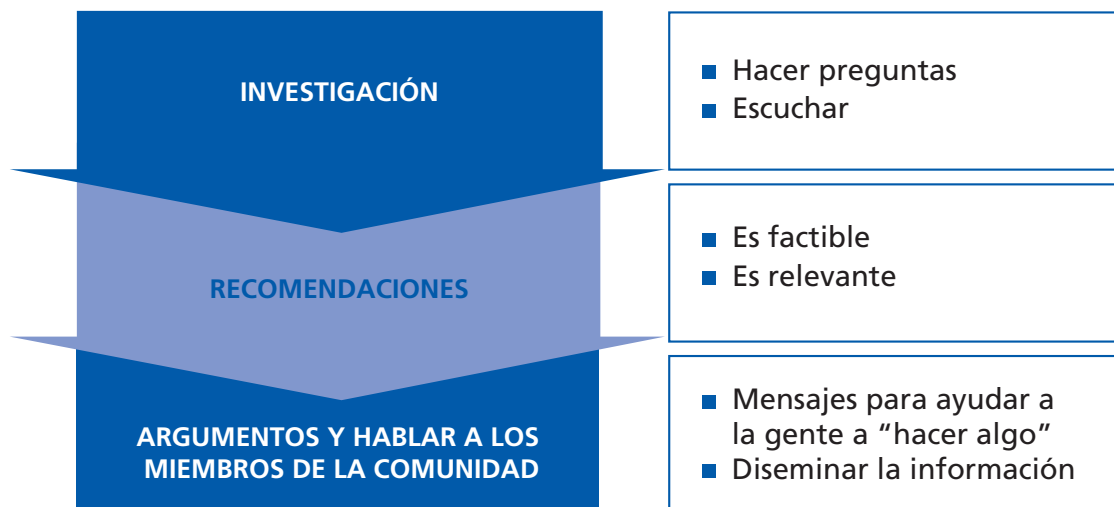 INVESTIGACIÓN
■ Hacer preguntas
■ Escuchar
RECOMENDACIONES
■ Es factible
■ Es relevante
ARGUMENTOS Y HABLAR A LOS
MIEMBROS DE LA COMUNIDAD
■ Mensajes para ayudar a
la gente a “hacer algo”
■ Diseminar la información